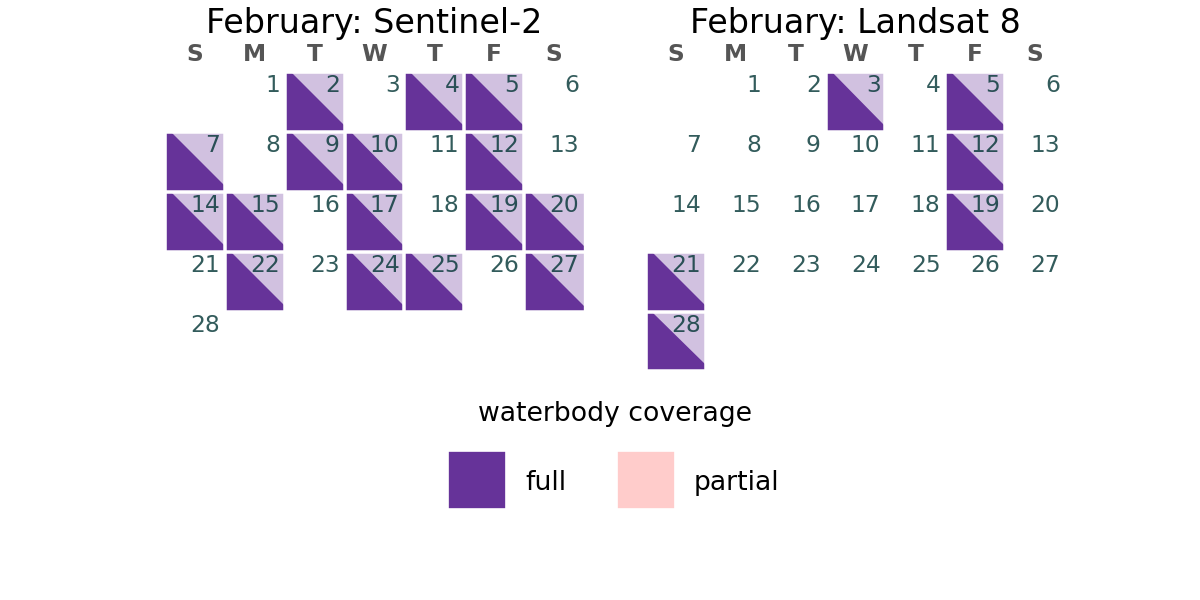 February: Sentinel-2
S M T W T F S
1 2 3 4 5 6
7 8 9 10 11 12 13
14 15 16 17 18 19 20
21 22 23 24 25 26 27
28
February: Landsat 8
S M T W T F S
1 2 3 4 5 6
7 8 9 10 11 12 13
14 15 16 17 18 19 20
21 22 23 24 25 26 27
28
waterbody coverage
full partial